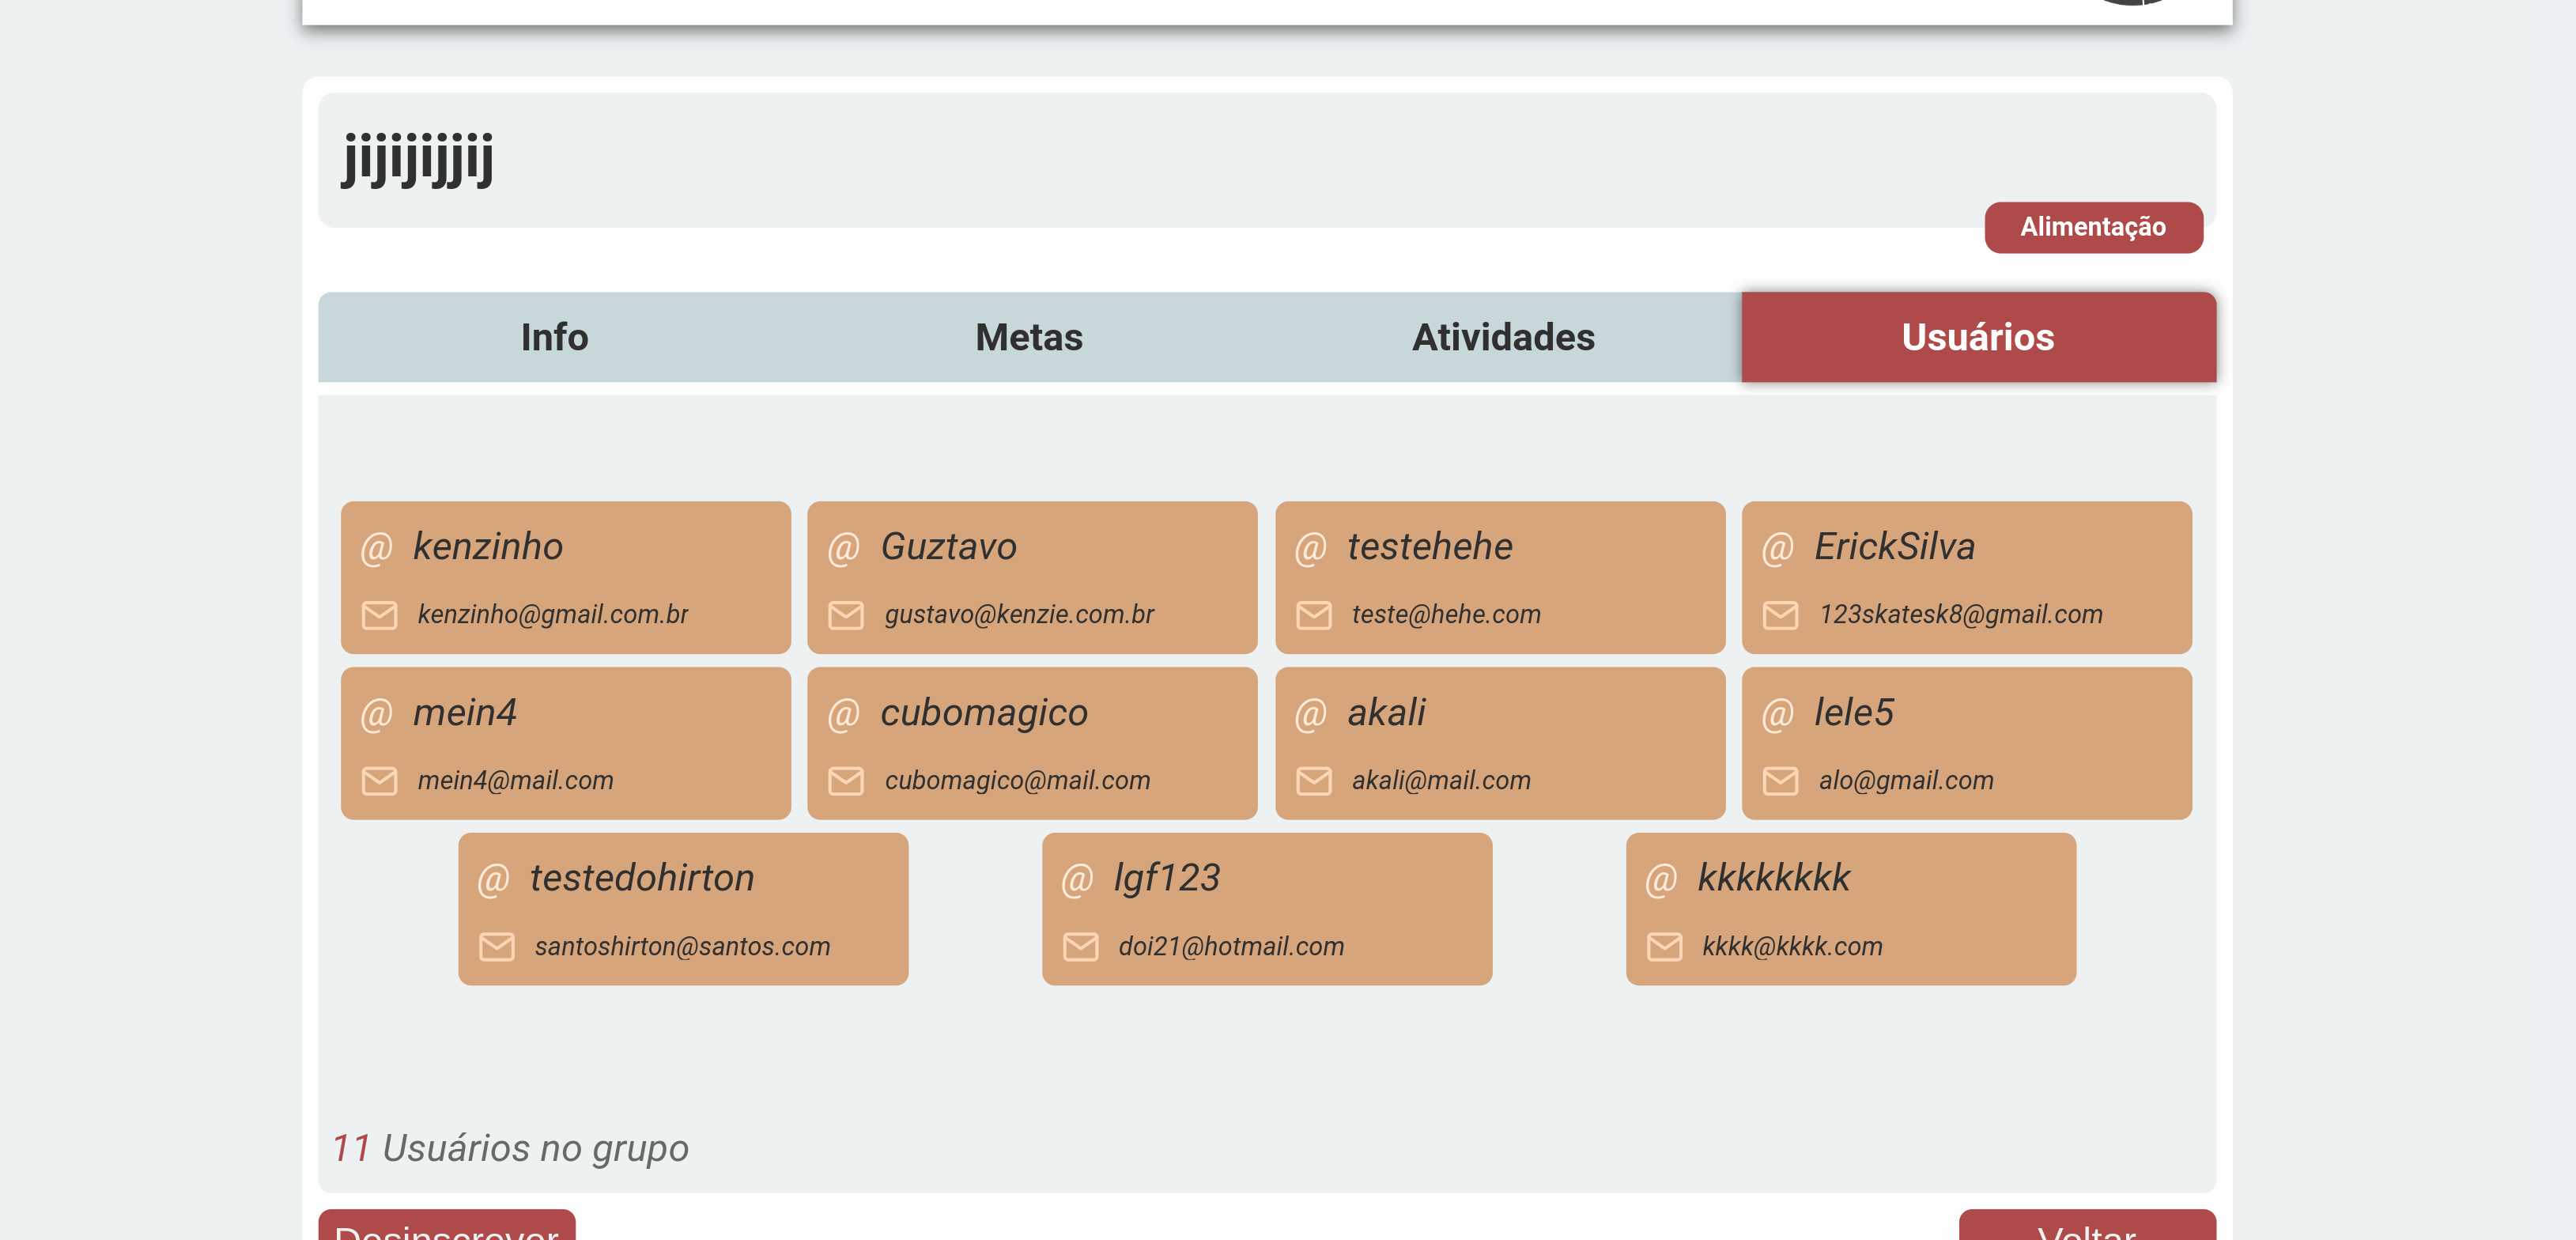 jijijijjij
Alimentação
Info
Metas
Atividades
Usuários
@ kenzinho
kenzinho@gmail.com.br
@ Guztavo
gustavo@kenzie.com.br
@ testehehe
teste@hehe.com
@ ErickSilva
123skatesk8@gmail.com
@ mein4
mein4@mail.com
@ cubomagico
cubomagico@mail.com
@ akali
akali@mail.com
@ lele5
alo@gmail.com
@ testedohirton
santoshirton@santos.com
@ lgf123
doi21@hotmail.com
@ kkkkkkkk
kkkk@kkkk.com
11 Usuários no grupo
Desinscrever
Voltar